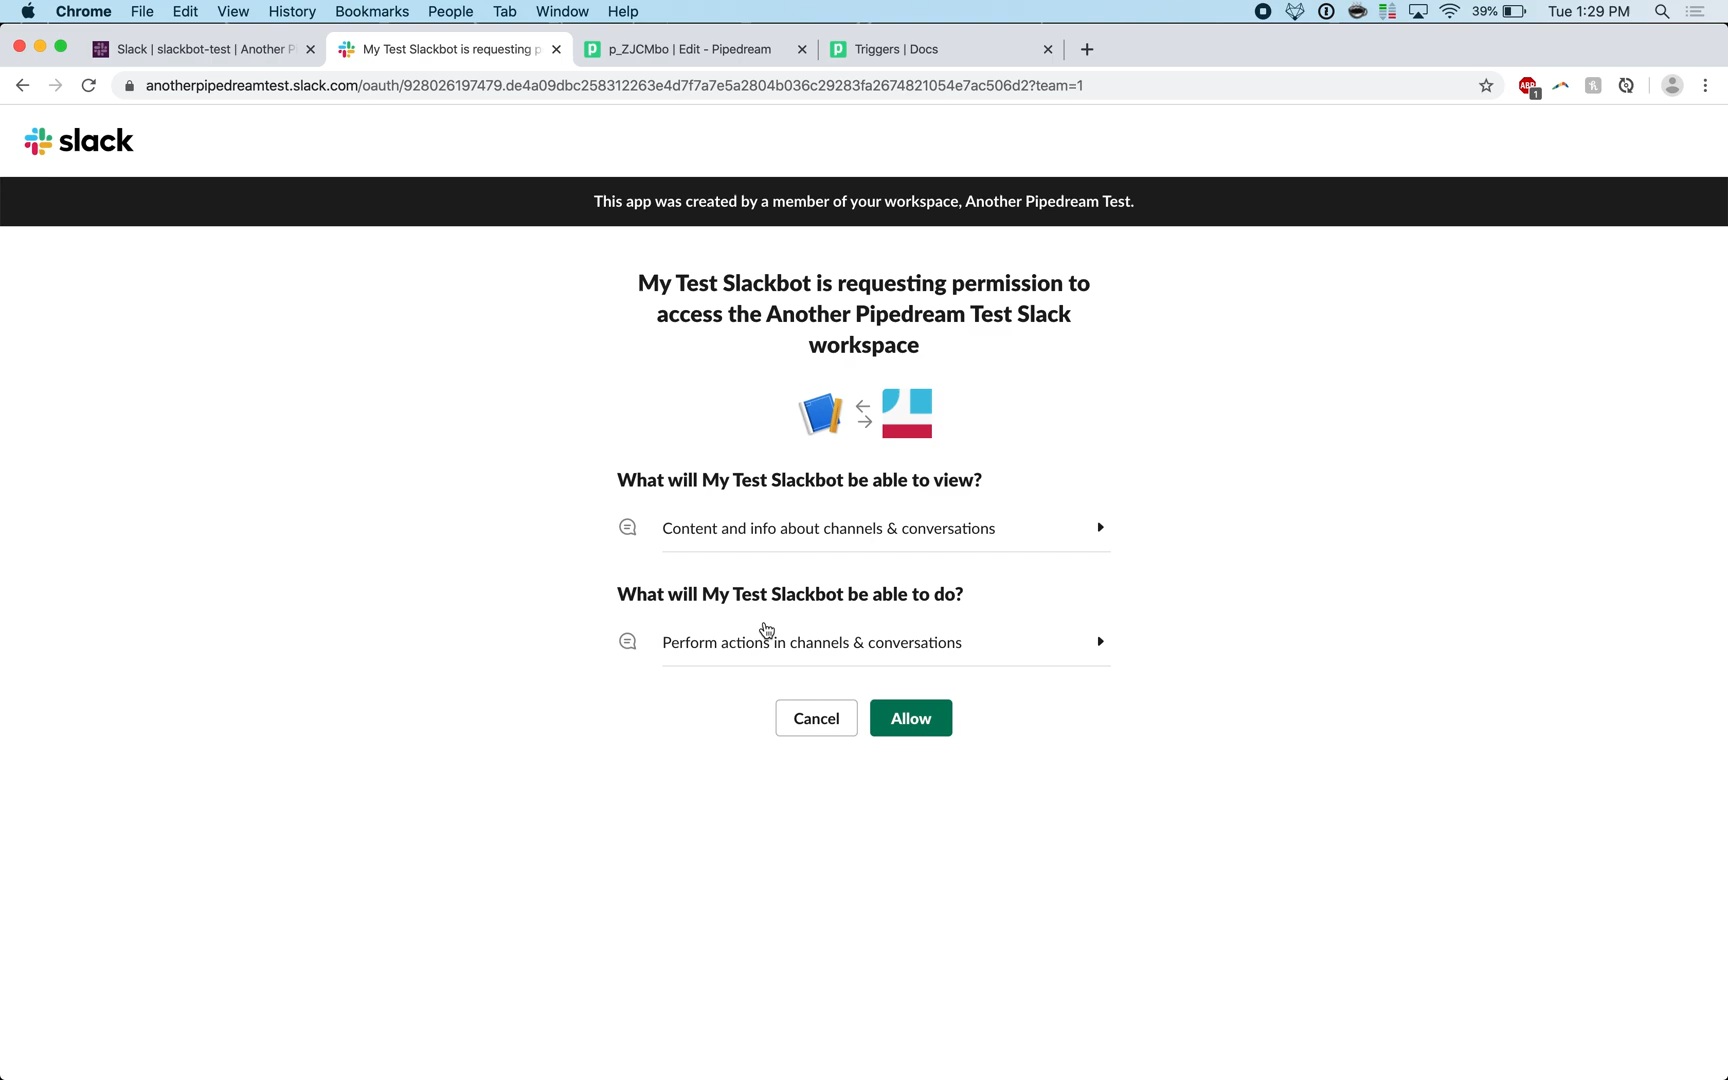 Chrome File Edit View History Bookmarks People Tab Window Help 39% Tue 1:29 PM
Slack | slackbot-test | Another P My Test Slackbot is requesting p p_ZJCMbo | Edit - Pipedream Triggers | Docs
anotherpipedreamtest.slack.com/oauth/928026197479.de4a09dbc258312263e4d7f7a7e5a2804b036c29283fa2674821054e7ac506d2?team=1 ABP 1
slack
This app was created by a member of your workspace, Another Pipedream Test.
My Test Slackbot is requesting permission to
access the Another Pipedream Test Slack
workspace
What will My Test Slackbot be able to view?
Content and info about channels & conversations
What will My Test Slackbot be able to do?
Perform actions in channels & conversations
Cancel Allow